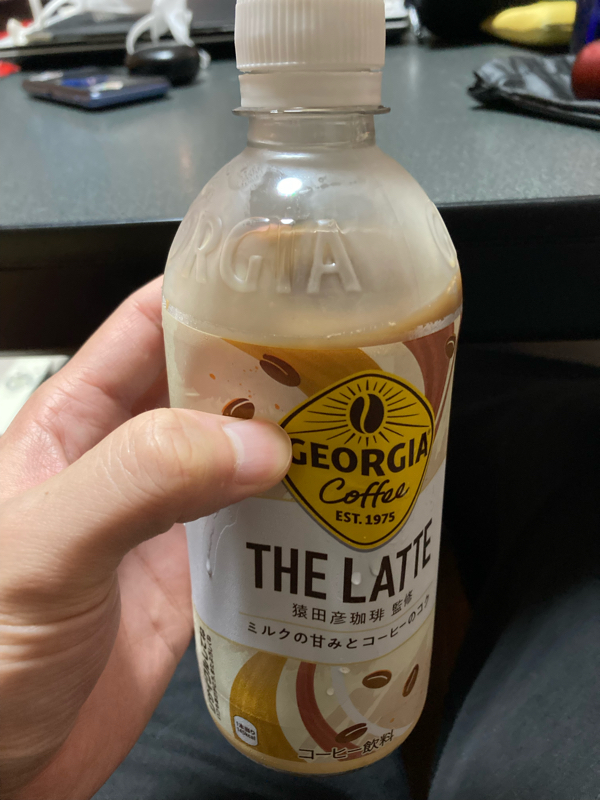 RGIA
GEORGIA
Coffee
EST. 1975
THE LATTE
猿田彦珈琲 監修
ミルクの甘みとコーヒーのコク
コーヒー飲料